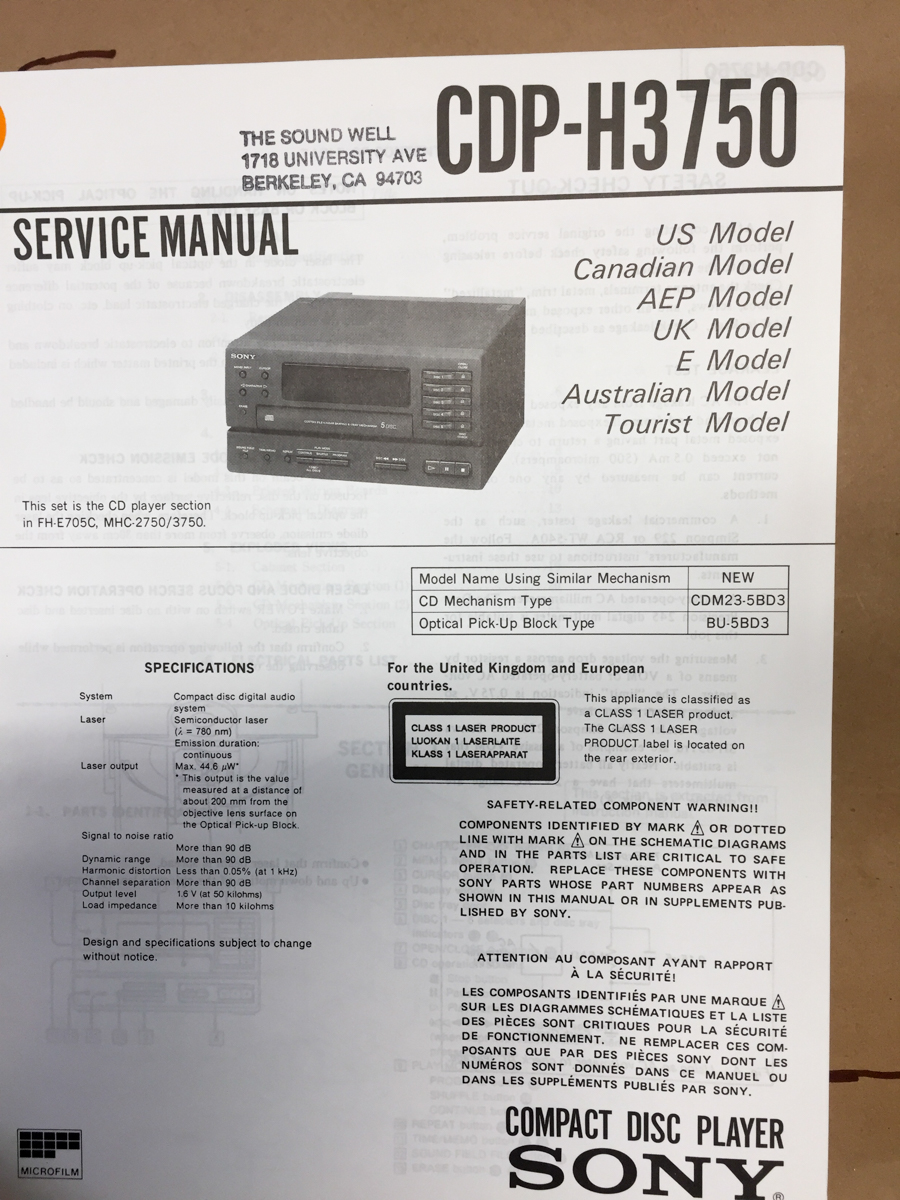 CDP-H3750
THE SOUND WELL
1718 UNIVERSITY AVE
BERKELEY, CA 94703
SERVICE MANUAL
US Model
Canadian Model
AEP Model
UK Model
E Model
Australian Model
Tourist Model
SONY
5 DISC
This set is the CD player section
in FH-E705C, MHC-2750/3750.
Model Name Using Similar Mechanism NEW
CD Mechanism Type CDM23-5BD3
Optical Pick-Up Block Type BU-5BD3
SPECIFICATIONS
System Compact disc digital audio
system
Laser Semiconductor laser
(λ = 780 nm)
Emission duration:
continuous
Laser output Max. 44.6 μW*
* This output is the value
measured at a distance of
about 200 mm from the
objective lens surface on
the Optical Pick-up Block.
Signal to noise ratio
More than 90 dB
Dynamic range More than 90 dB
Harmonic distortion Less than 0.05% (at 1 kHz)
Channel separation More than 90 dB
Output level 1.6 V (at 50 kilohms)
Load impedance More than 10 kilohms
Design and specifications subject to change
without notice.
For the United Kingdom and European
countries.
CLASS 1 LASER PRODUCT
LUOKAN 1 LASERLAITE
KLASS 1 LASERAPPARAT
This appliance is classified as
a CLASS 1 LASER product.
The CLASS 1 LASER
PRODUCT label is located on
the rear exterior.
SAFETY-RELATED COMPONENT WARNING!!
COMPONENTS IDENTIFIED BY MARK ⚠ OR DOTTED
LINE WITH MARK ⚠ ON THE SCHEMATIC DIAGRAMS
AND IN THE PARTS LIST ARE CRITICAL TO SAFE
OPERATION. REPLACE THESE COMPONENTS WITH
SONY PARTS WHOSE PART NUMBERS APPEAR AS
SHOWN IN THIS MANUAL OR IN SUPPLEMENTS PUB-
LISHED BY SONY.
ATTENTION AU COMPOSANT AYANT RAPPORT
À LA SÉCURITÉ!
LES COMPOSANTS IDENTIFIÉS PAR UNE MARQUE ⚠
SUR LES DIAGRAMMES SCHÉMATIQUES ET LA LISTE
DES PIÈCES SONT CRITIQUES POUR LA SÉCURITÉ
DE FONCTIONNEMENT. NE REMPLACER CES COM-
POSANTS QUE PAR DES PIÈCES SONY DONT LES
NUMÉROS SONT DONNÉS DANS CE MANUEL OU
DANS LES SUPPLÉMENTS PUBLIÉS PAR SONY.
MICROFILM
COMPACT DISC PLAYER
SONY®